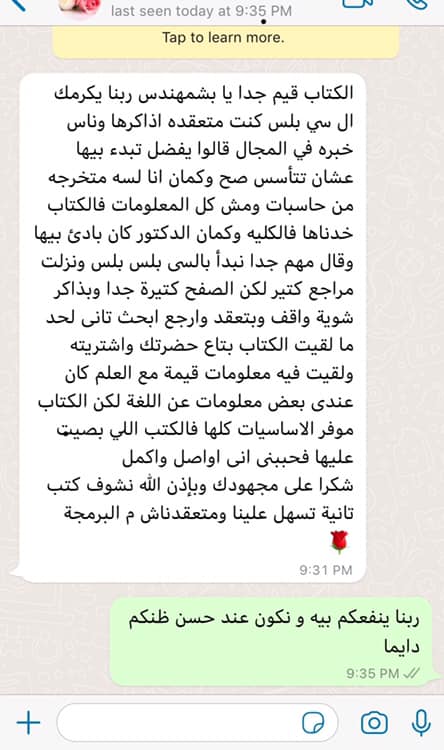 last seen today at 9:35 PM
Tap to learn more.
الكتاب قيم جدا يا بشمهندس ربنا يكرمك
ال سي بلس كنت متعقده اذاكرها وناس
خبره في المجال قالوا يفضل تبدء بيها
عشان تتأسس صح وكمان انا لسه متخرجه
من حاسبات ومش كل المعلومات فالكتاب
خدناها فالكليه وكمان الدكتور كان بادئ بيها
وقال مهم جدا نبدأ بالسى بلس بلس ونزلت
مراجع كتير لكن الصفح كتيرة جدا وبذاكر
شوية واقف وبتعقد وارجع ابحث تانى لحد
ما لقيت الكتاب بتاع حضرتك واشتريته
ولقيت فيه معلومات قيمة مع العلم كان
عندى بعض معلومات عن اللغة لكن الكتاب
موفر الاساسيات كلها فالكتب اللي بصيت
عليها فحببنى انى اواصل واكمل
شكرا على مجهودك وبإذن الله نشوف كتب
تانية تسهل علينا ومتعقدناش م البرمجة
🌹
9:31 PM
ربنا ينفعكم بيه و نكون عند حسن ظنكم
دايما
9:35 PM